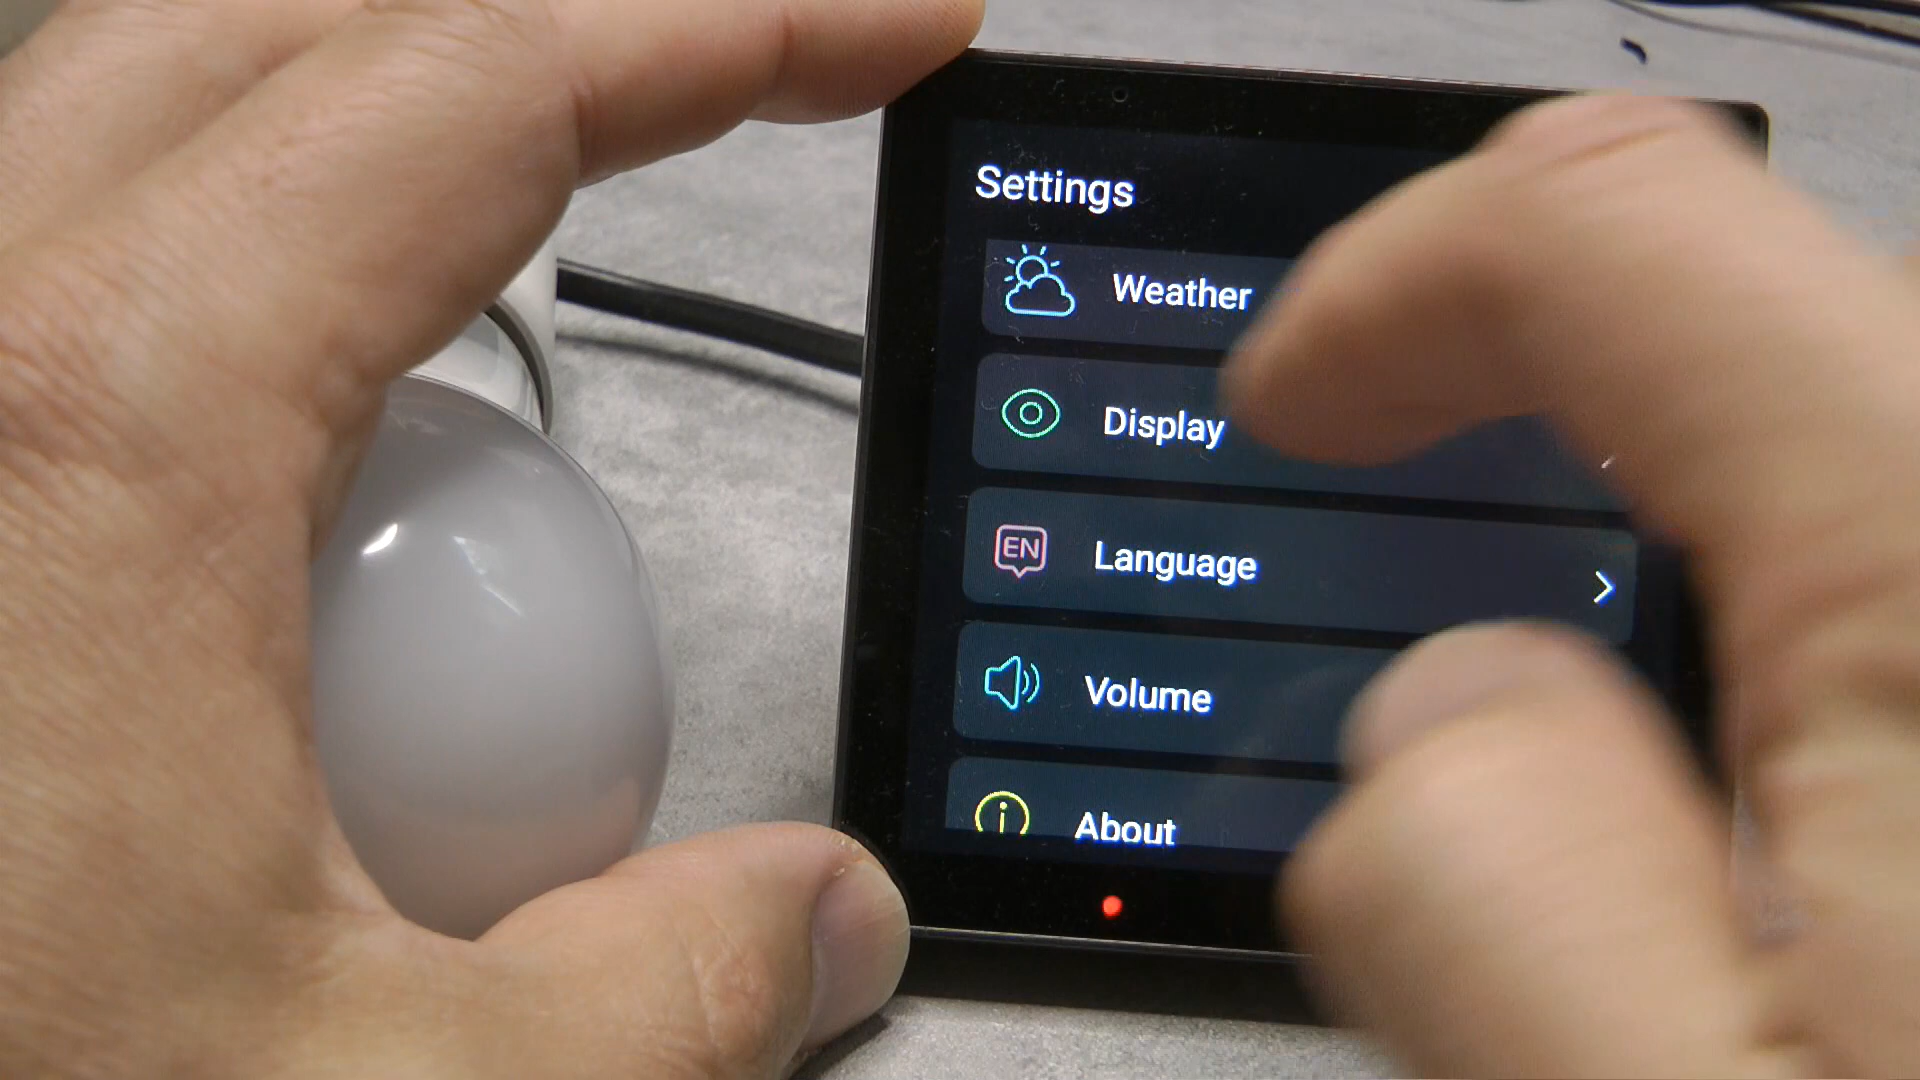 Settings
Weather
Display
EN
Language
Volume
About